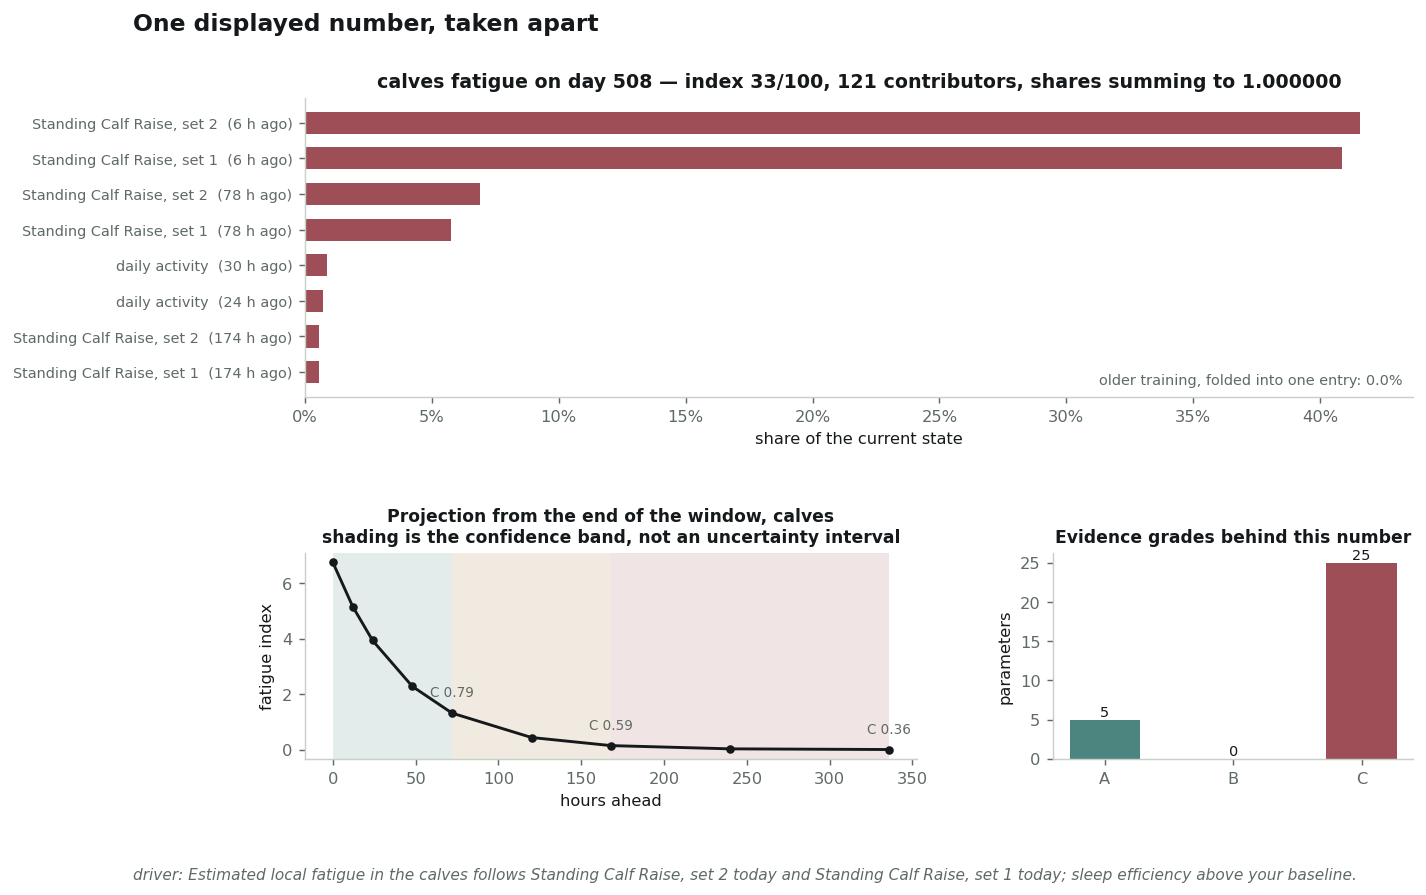 One displayed number, taken apart
calves fatigue on day 508 — index 33/100, 121 contributors, shares summing to 1.000000
Standing Calf Raise, set 2 (6 h ago)
Standing Calf Raise, set 1 (6 h ago)
Standing Calf Raise, set 2 (78 h ago)
Standing Calf Raise, set 1 (78 h ago)
daily activity (30 h ago)
daily activity (24 h ago)
Standing Calf Raise, set 2 (174 h ago)
Standing Calf Raise, set 1 (174 h ago)
older training, folded into one entry: 0.0%
0% 5% 10% 15% 20% 25% 30% 35% 40%
share of the current state
Projection from the end of the window, calves
shading is the confidence band, not an uncertainty interval
fatigue index
6
4
2
0
C 0.79
C 0.59
C 0.36
0 50 100 150 200 250 300 350
hours ahead
Evidence grades behind this number
parameters
25
20
15
10
5
0
5
0
25
A B C
driver: Estimated local fatigue in the calves follows Standing Calf Raise, set 2 today and Standing Calf Raise, set 1 today; sleep efficiency above your baseline.